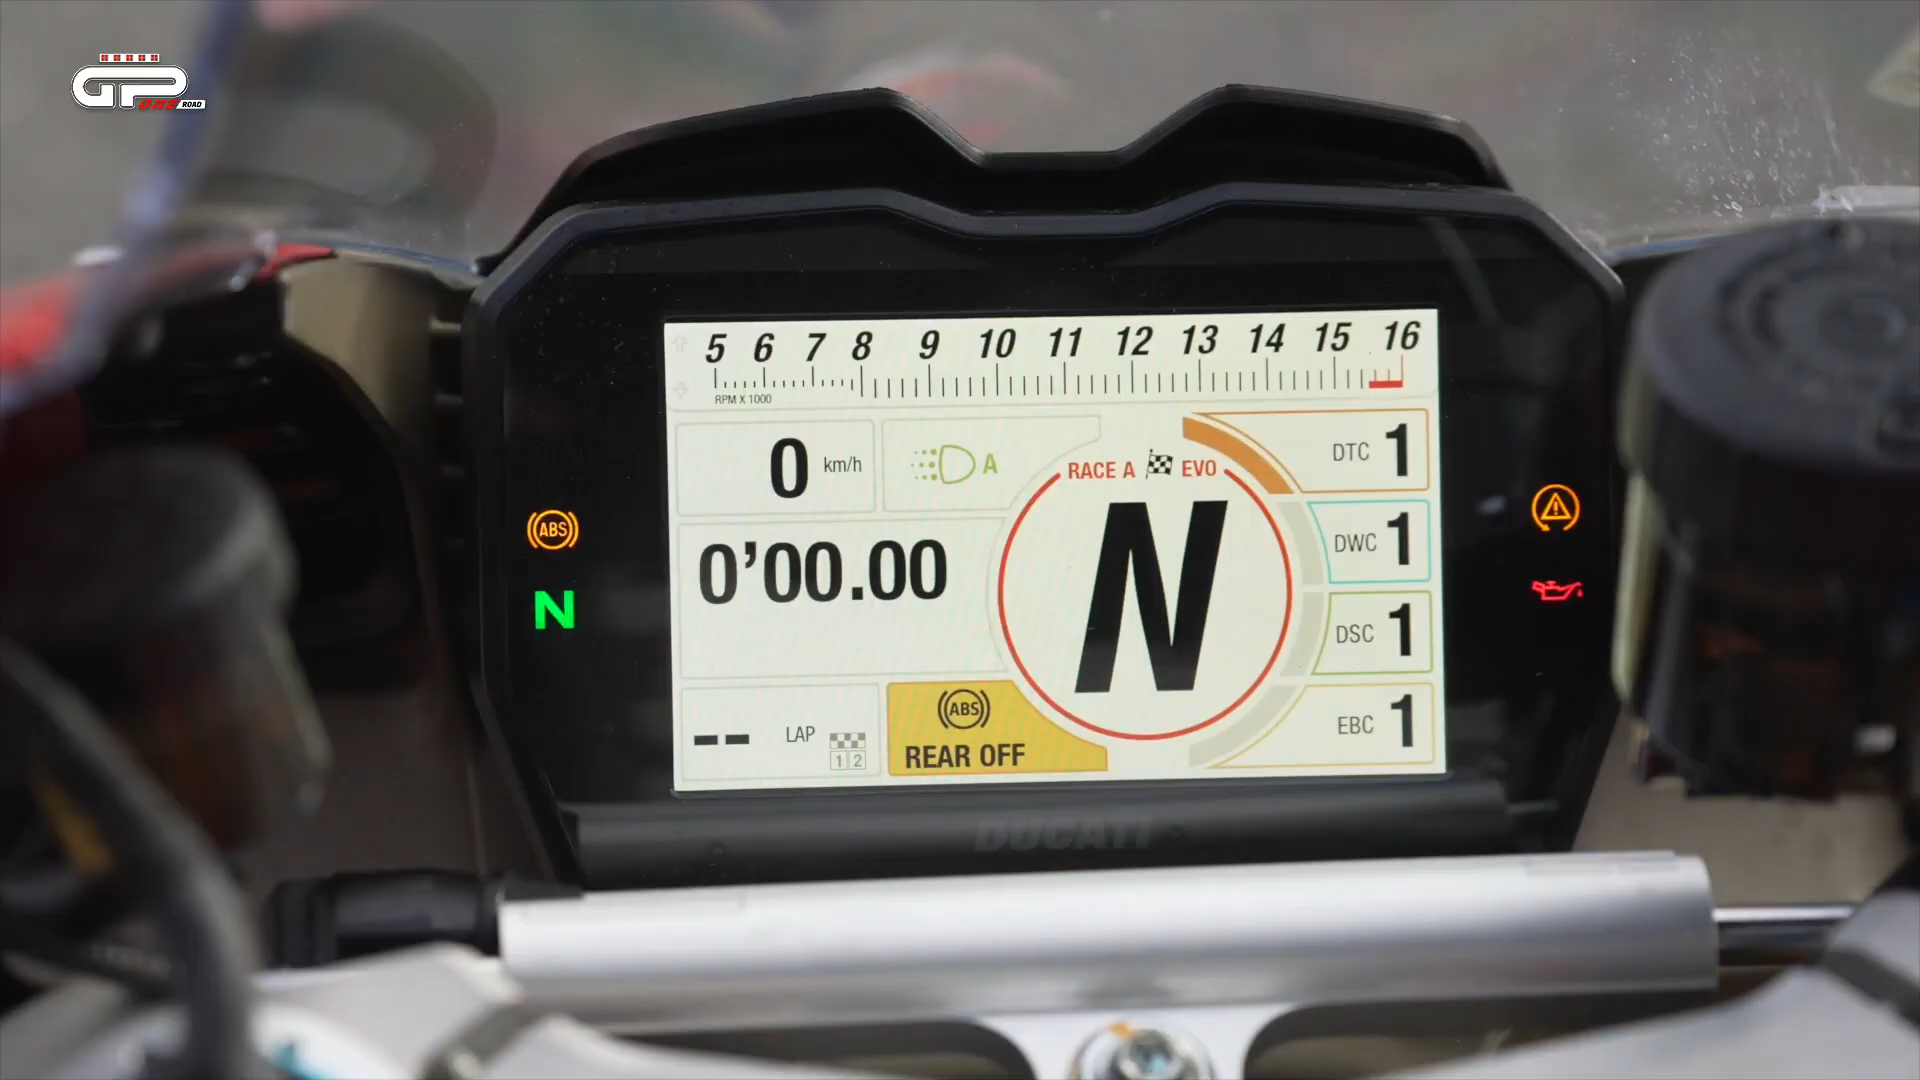 GP ONE ROAD
5 6 7 8 9 10 11 12 13 14 15 16
RPM X 1000
0 km/h
A
RACE A EVO
DTC 1
ABS
N
0'00.00
N
DWC 1
DSC 1
-- LAP
1 2
ABS
REAR OFF
EBC 1
DUCATI